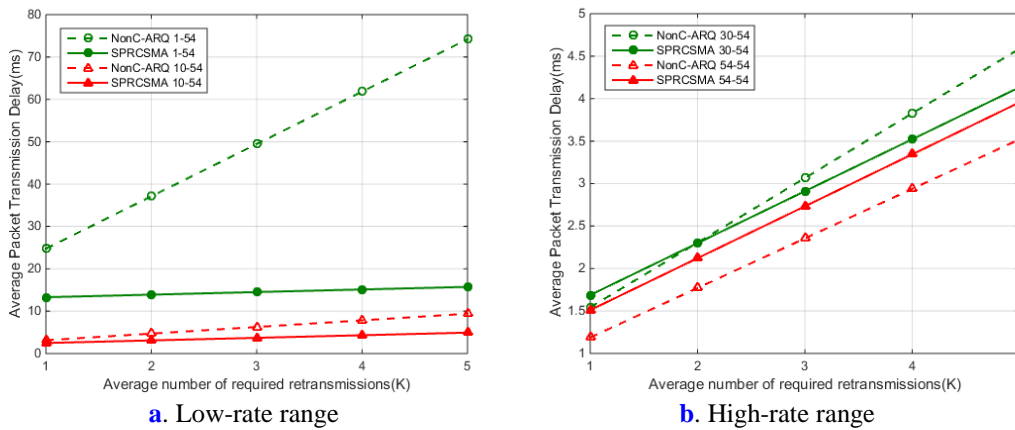 80
70
60
50
40
30
20
10
0
Average Packet Transmission Delay(ms)
NonC-ARQ 1-54
SPRCSMA 1-54
NonC-ARQ 10-54
SPRCSMA 10-54
1 2 3 4 5
Average number of required retransmissions(K)
a. Low-rate range
5
4.5
4
3.5
3
2.5
2
1.5
1
Average Packet Transmission Delay(ms)
NonC-ARQ 30-54
SPRCSMA 30-54
NonC-ARQ 54-54
SPRCSMA 54-54
1 2 3 4
Average number of required retransmissions(K)
b. High-rate range